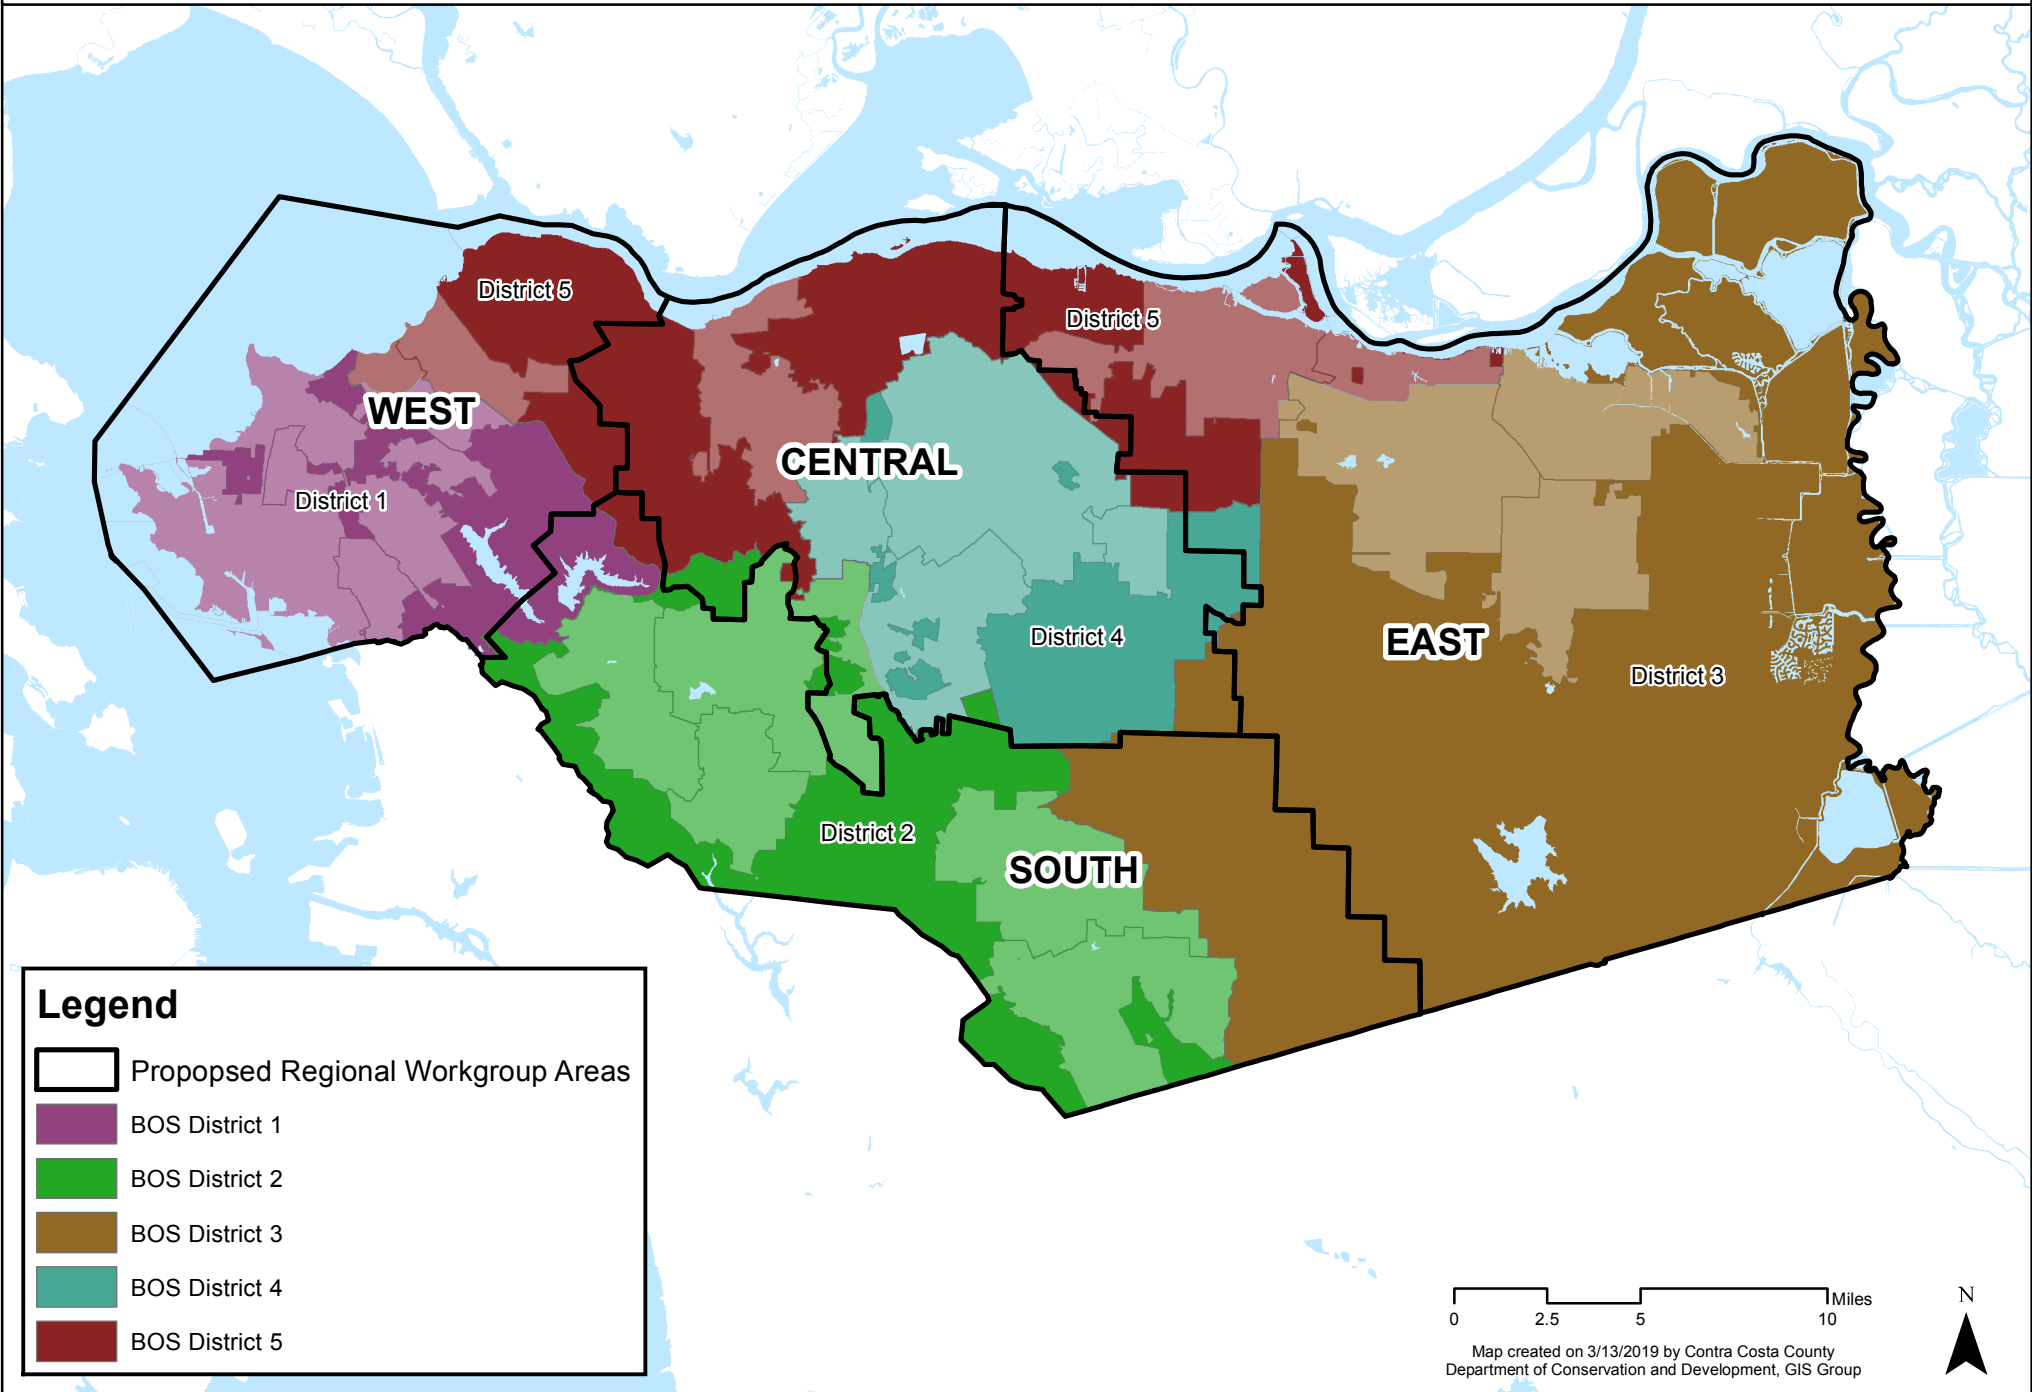 District 5
District 5
WEST
CENTRAL
District 1
District 4
EAST
District 3
District 2
SOUTH
Legend
Propopsed Regional Workgroup Areas
BOS District 1
BOS District 2
BOS District 3
BOS District 4
BOS District 5
Miles
0 2.5 5 10
N
Map created on 3/13/2019 by Contra Costa County
Department of Conservation and Development, GIS Group